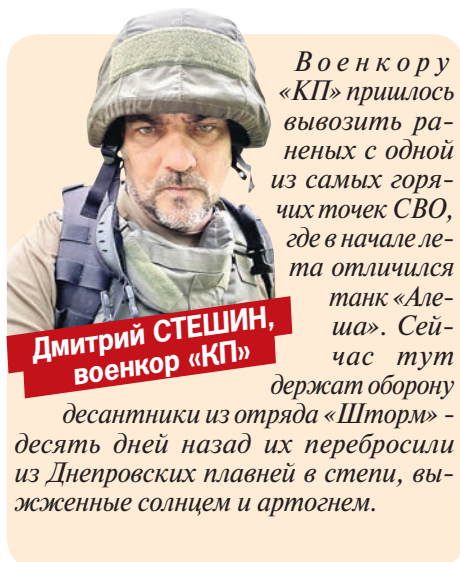 Военкору
«КП» пришлось
вывозить ра-
неных с одной
из самых горя-
чих точек СВО,
где в начале ле-
та отличился
танк «Але-
ша». Сей-
час тут
держат оборону
десантники из отряда «Шторм» -
десять дней назад их перебросили
из Днепровских плавней в степи, вы-
жженные солнцем и артогнем.
Дмитрий СТЕШИН,
военкор «КП»